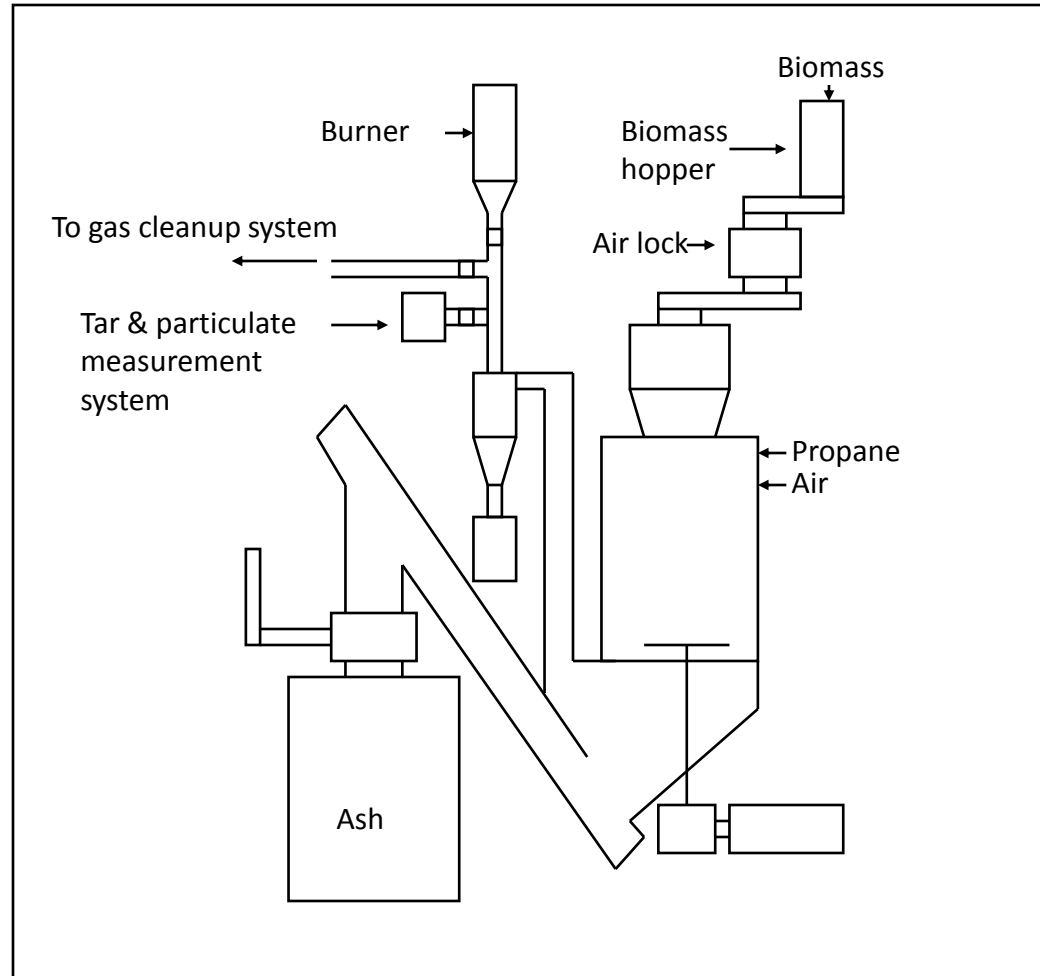 Biomass
Burner
Biomass
hopper
To gas cleanup system
Air lock
Tar & particulate
measurement
system
Propane
Air
Ash